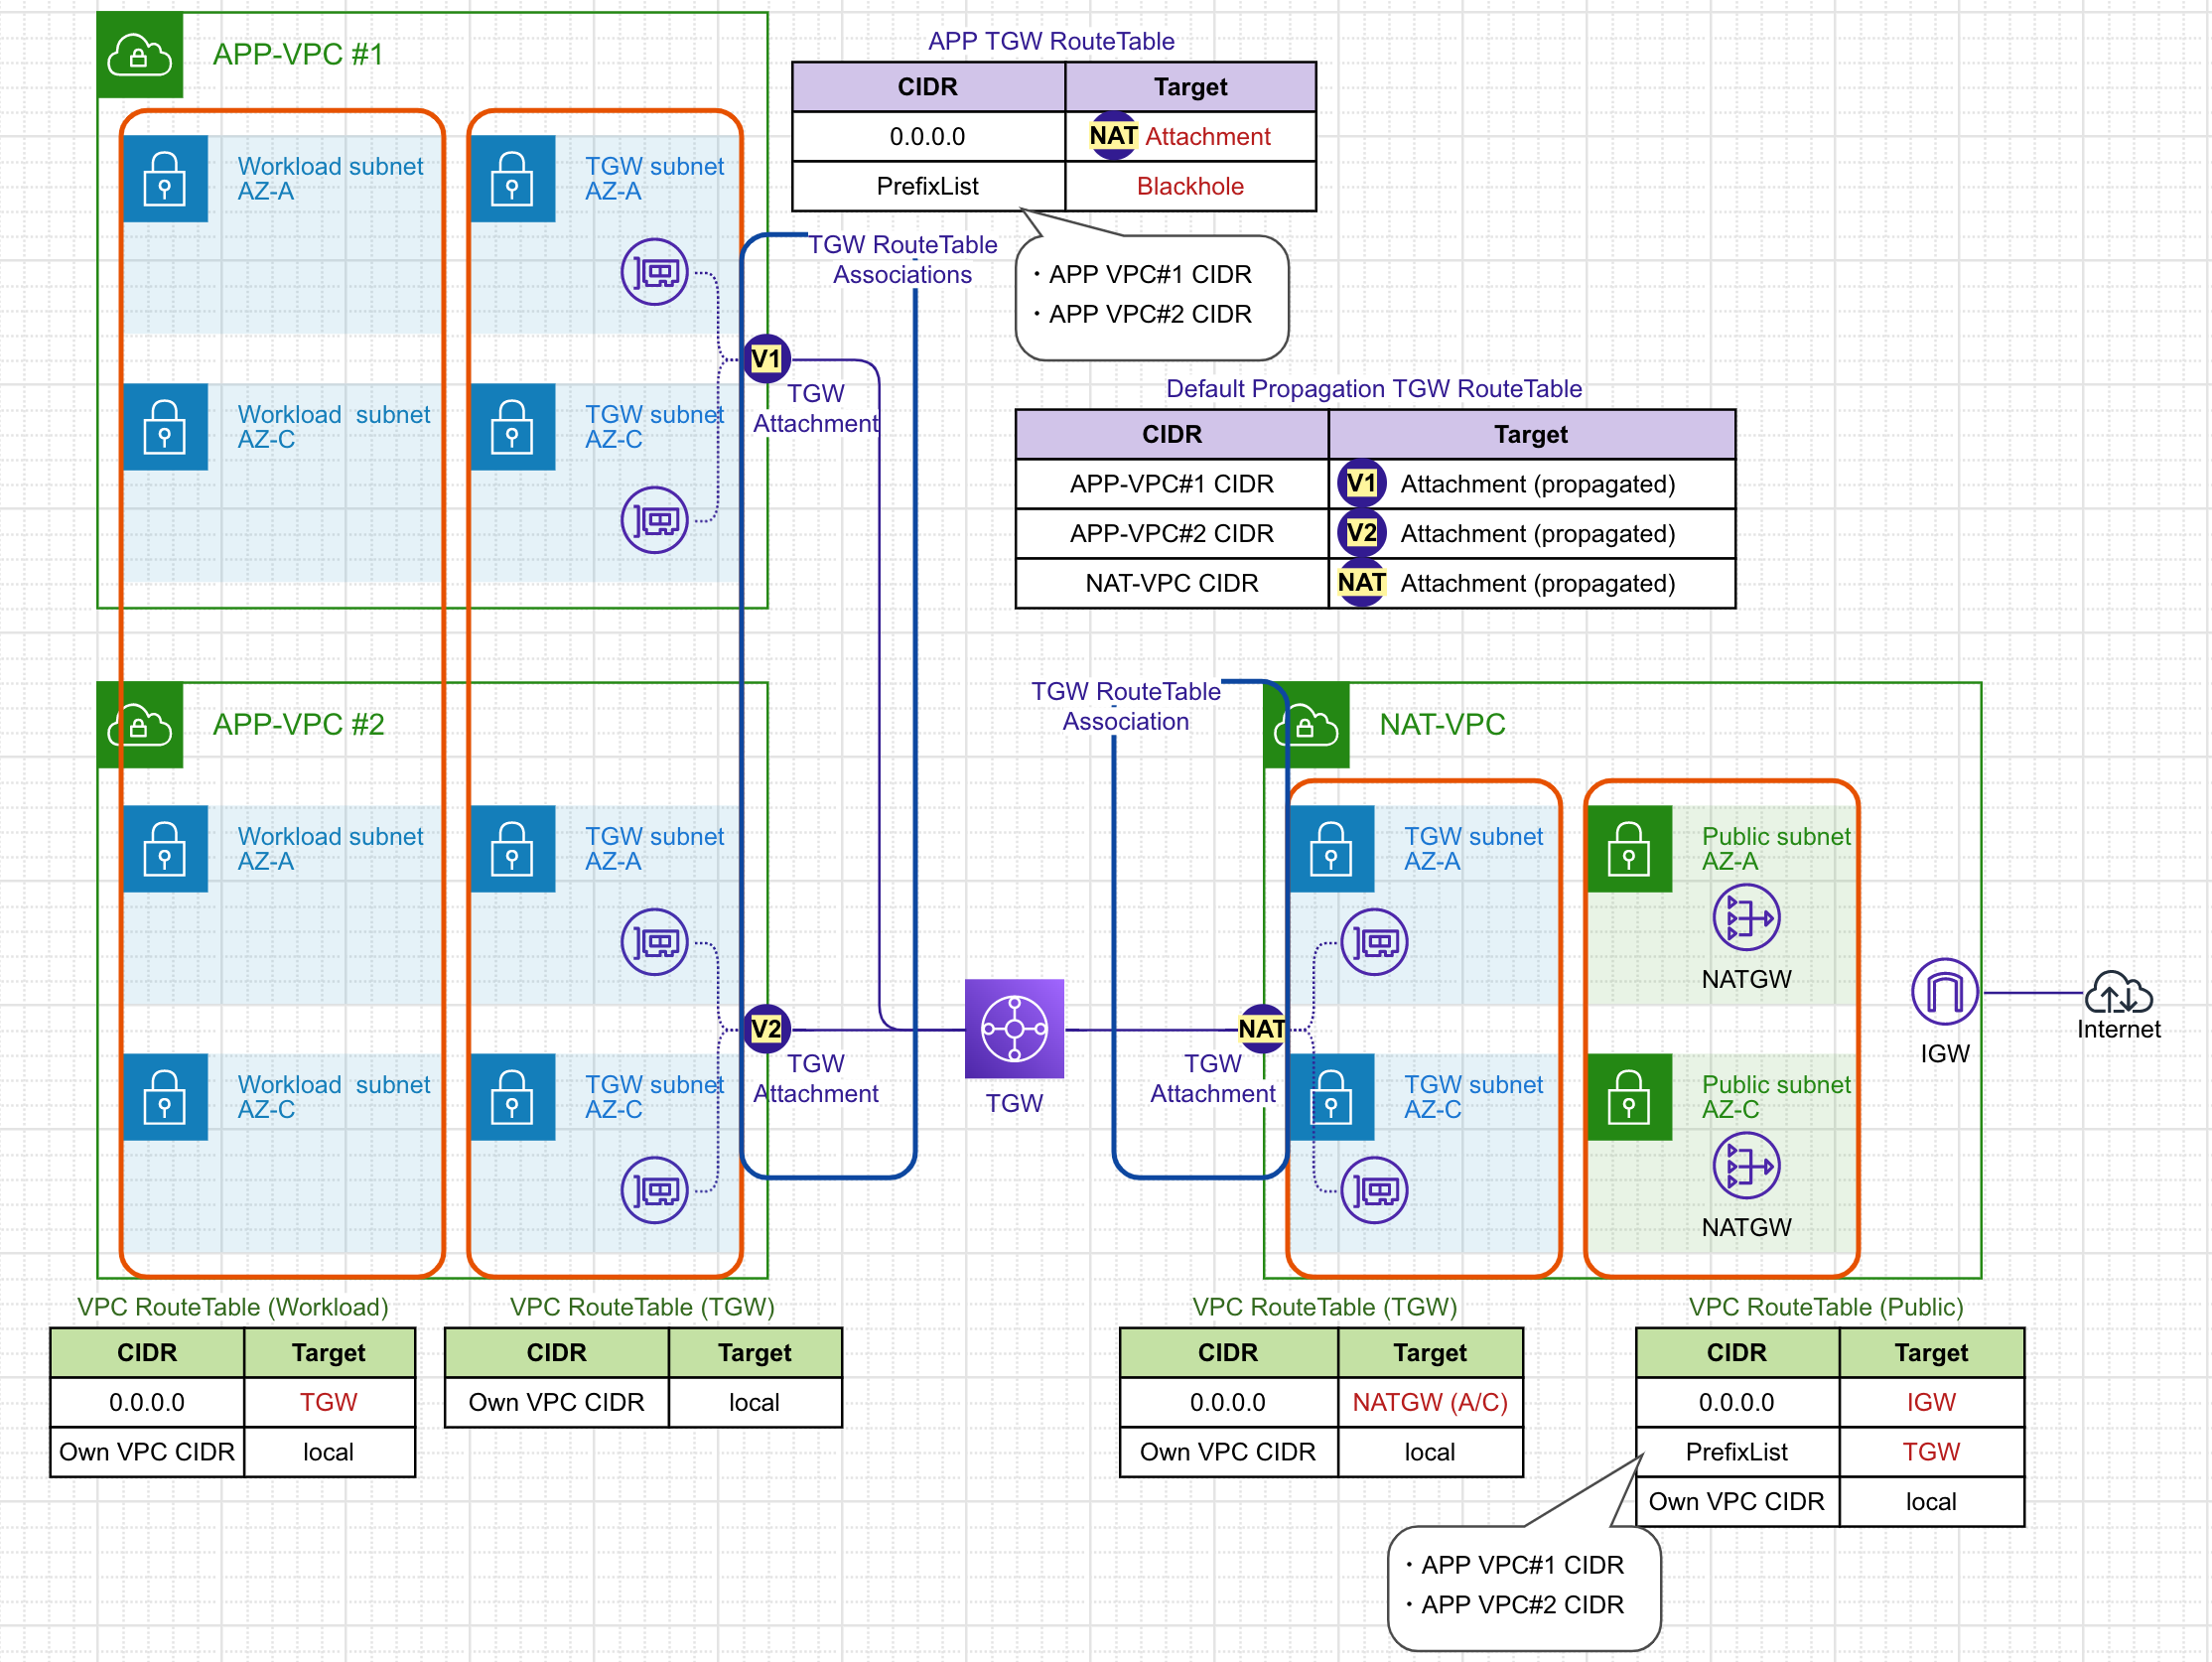 APP-VPC #1
Workload subnet
AZ-A
TGW subnet
AZ-A
Workload  subnet
AZ-C
TGW subnet
AZ-C
V1
TGW
Attachment
TGW RouteTable
Associations
APP TGW RouteTable
CIDR Target
0.0.0.0 NAT Attachment
PrefixList Blackhole
・APP VPC#1 CIDR
・APP VPC#2 CIDR
Default Propagation TGW RouteTable
CIDR Target
APP-VPC#1 CIDR V1 Attachment (propagated)
APP-VPC#2 CIDR V2 Attachment (propagated)
NAT-VPC CIDR NAT Attachment (propagated)
APP-VPC #2
Workload subnet
AZ-A
TGW subnet
AZ-A
Workload  subnet
AZ-C
TGW subnet
AZ-C
V2
TGW
Attachment
TGW
TGW RouteTable
Association
NAT
TGW
Attachment
NAT-VPC
TGW subnet
AZ-A
Public subnet
AZ-A
NATGW
TGW subnet
AZ-C
Public subnet
AZ-C
NATGW
IGW
Internet
VPC RouteTable (Workload)
CIDR Target
0.0.0.0 TGW
Own VPC CIDR local
VPC RouteTable (TGW)
CIDR Target
Own VPC CIDR local
VPC RouteTable (TGW)
CIDR Target
0.0.0.0 NATGW (A/C)
Own VPC CIDR local
VPC RouteTable (Public)
CIDR Target
0.0.0.0 IGW
PrefixList TGW
Own VPC CIDR local
・APP VPC#1 CIDR
・APP VPC#2 CIDR